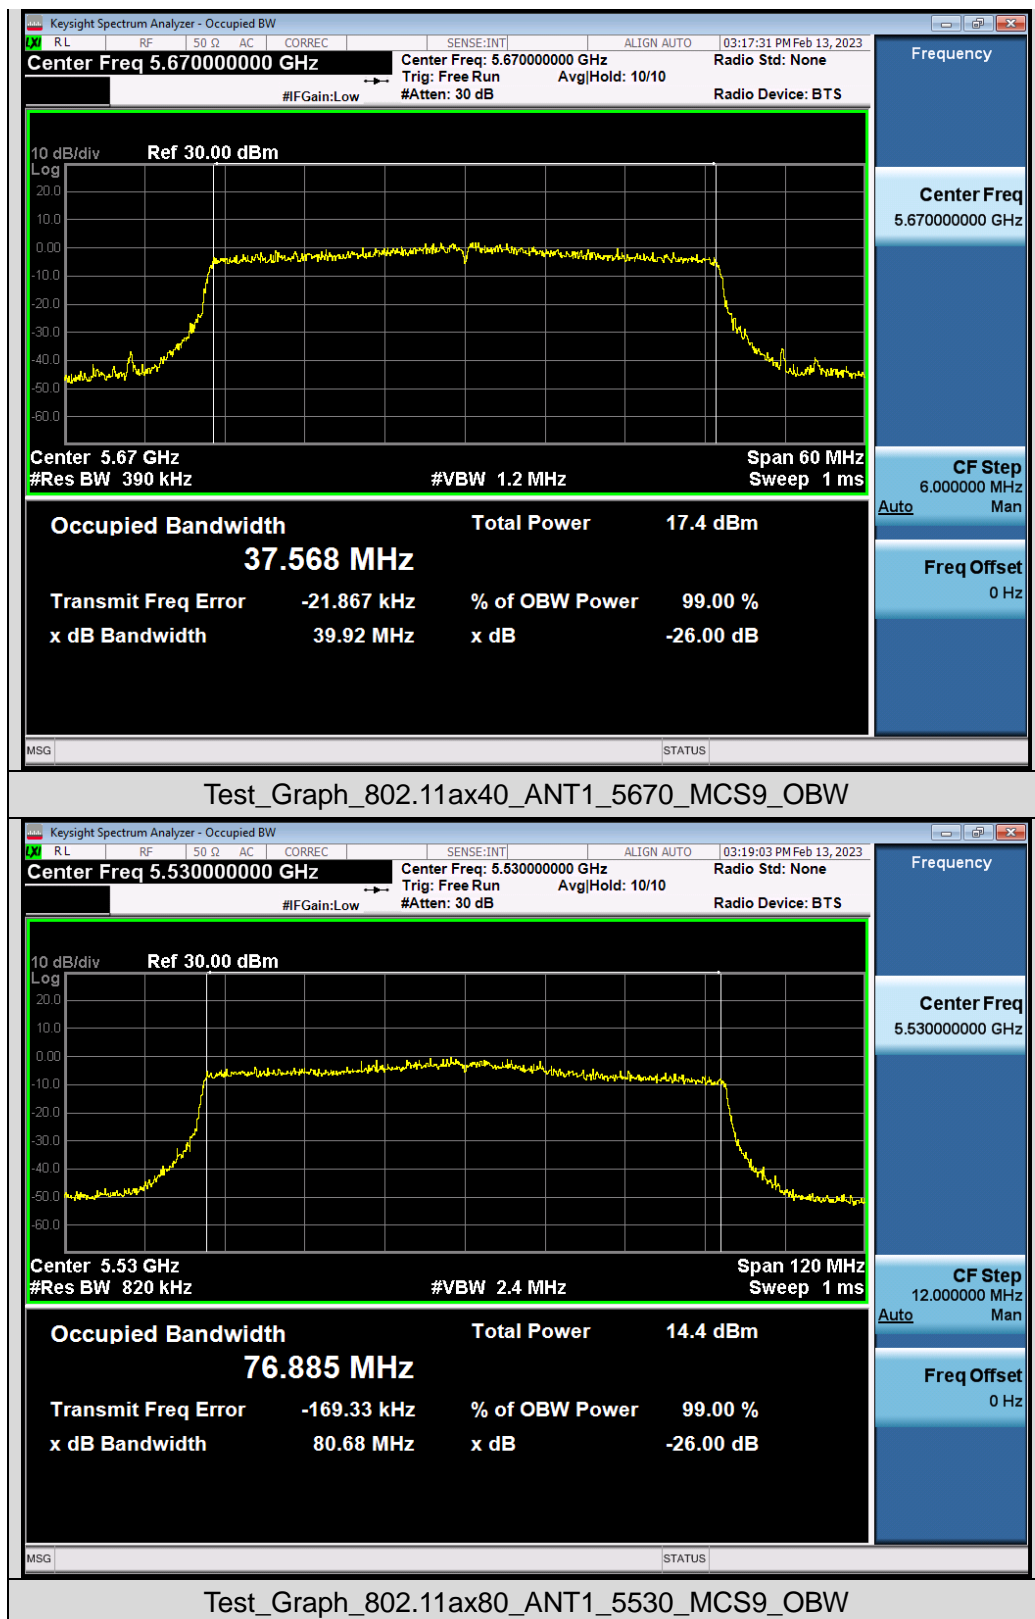 Keysight Spectrum Analyzer - Occupied BW
LXI RL RF 50 Ω AC CORREC SENSE:INT ALIGN AUTO 03:17:31 PM Feb 13, 2023
Center Freq 5.670000000 GHz Center Freq: 5.670000000 GHz Radio Std: None
Trig: Free Run Avg|Hold: 10/10
#IFGain:Low #Atten: 30 dB Radio Device: BTS
10 dB/div Ref 30.00 dBm
Log
20.0
10.0
0.00
-10.0
-20.0
-30.0
-40.0
-50.0
-60.0
Center 5.67 GHz Span 60 MHz
#Res BW 390 kHz #VBW 1.2 MHz Sweep 1 ms
Occupied Bandwidth Total Power 17.4 dBm
37.568 MHz
Transmit Freq Error -21.867 kHz % of OBW Power 99.00 %
x dB Bandwidth 39.92 MHz x dB -26.00 dB
MSG STATUS
Frequency
Center Freq
5.670000000 GHz
CF Step
6.000000 MHz
Auto Man
Freq Offset
0 Hz
Test_Graph_802.11ax40_ANT1_5670_MCS9_OBW
Keysight Spectrum Analyzer - Occupied BW
LXI RL RF 50 Ω AC CORREC SENSE:INT ALIGN AUTO 03:19:03 PM Feb 13, 2023
Center Freq 5.530000000 GHz Center Freq: 5.530000000 GHz Radio Std: None
Trig: Free Run Avg|Hold: 10/10
#IFGain:Low #Atten: 30 dB Radio Device: BTS
10 dB/div Ref 30.00 dBm
Log
20.0
10.0
0.00
-10.0
-20.0
-30.0
-40.0
-50.0
-60.0
Center 5.53 GHz Span 120 MHz
#Res BW 820 kHz #VBW 2.4 MHz Sweep 1 ms
Occupied Bandwidth Total Power 14.4 dBm
76.885 MHz
Transmit Freq Error -169.33 kHz % of OBW Power 99.00 %
x dB Bandwidth 80.68 MHz x dB -26.00 dB
MSG STATUS
Frequency
Center Freq
5.530000000 GHz
CF Step
12.000000 MHz
Auto Man
Freq Offset
0 Hz
Test_Graph_802.11ax80_ANT1_5530_MCS9_OBW